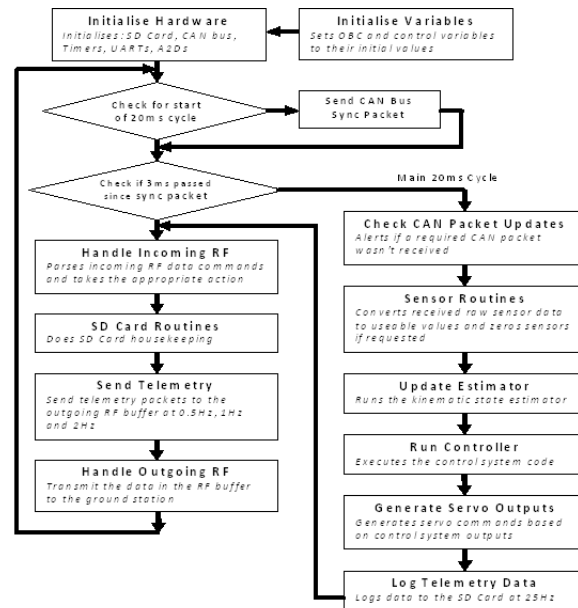 Initialise Hardware
Initialises: SD Card, CAN bus,
Timers, UARTs, A2Ds
Initialise Variables
Sets OBC and control variables
to their initial values
Check for start
of 20ms cycle
Send CAN Bus
Sync Packet
Check if 3ms passed
since sync packet
Main 20ms Cycle
Handle Incoming RF
Parses incoming RF data commands
and takes the appropriate action
SD Card Routines
Does SD Card housekeeping
Send Telemetry
Send telemetry packets to the
outgoing RF buffer at 0.5Hz, 1Hz
and 2Hz
Handle Outgoing RF
Transmit the data in the RF buffer
to the ground station
Check CAN Packet Updates
Alerts if a required CAN packet
wasn't received
Sensor Routines
Converts received raw sensor data
to useable values and zeros sensors
if requested
Update Estimator
Runs the kinematic state estimator
Run Controller
Executes the control system code
Generate Servo Outputs
Generates servo commands based
on control system outputs
Log Telemetry Data
Logs data to the SD Card at 25Hz